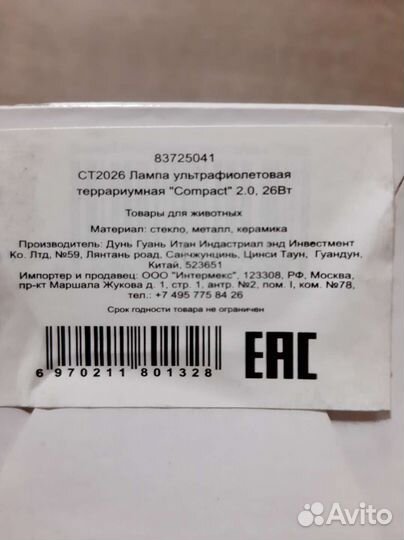 83725041
CT2026 Лампа ультрафиолетовая
террариумная "Compact" 2.0, 26Вт
Товары для животных
Материал: стекло, металл, керамика
Производитель: Дунь Гуань Итан Индастриал энд Инвестмент
Ко. Лтд, №59, Лянтань роад, Санчжунцинь, Цинси Таун, Гуандун,
Китай, 523651
Импортер и продавец: ООО "Интермекс", 123308, РФ, Москва,
пр-кт Маршала Жукова д. 1, стр. 1, антр. №2, пом. I, ком. №78,
тел.: +7 495 775 84 26
Срок годности товара не ограничен
6 970211 801328
EAC
Avito